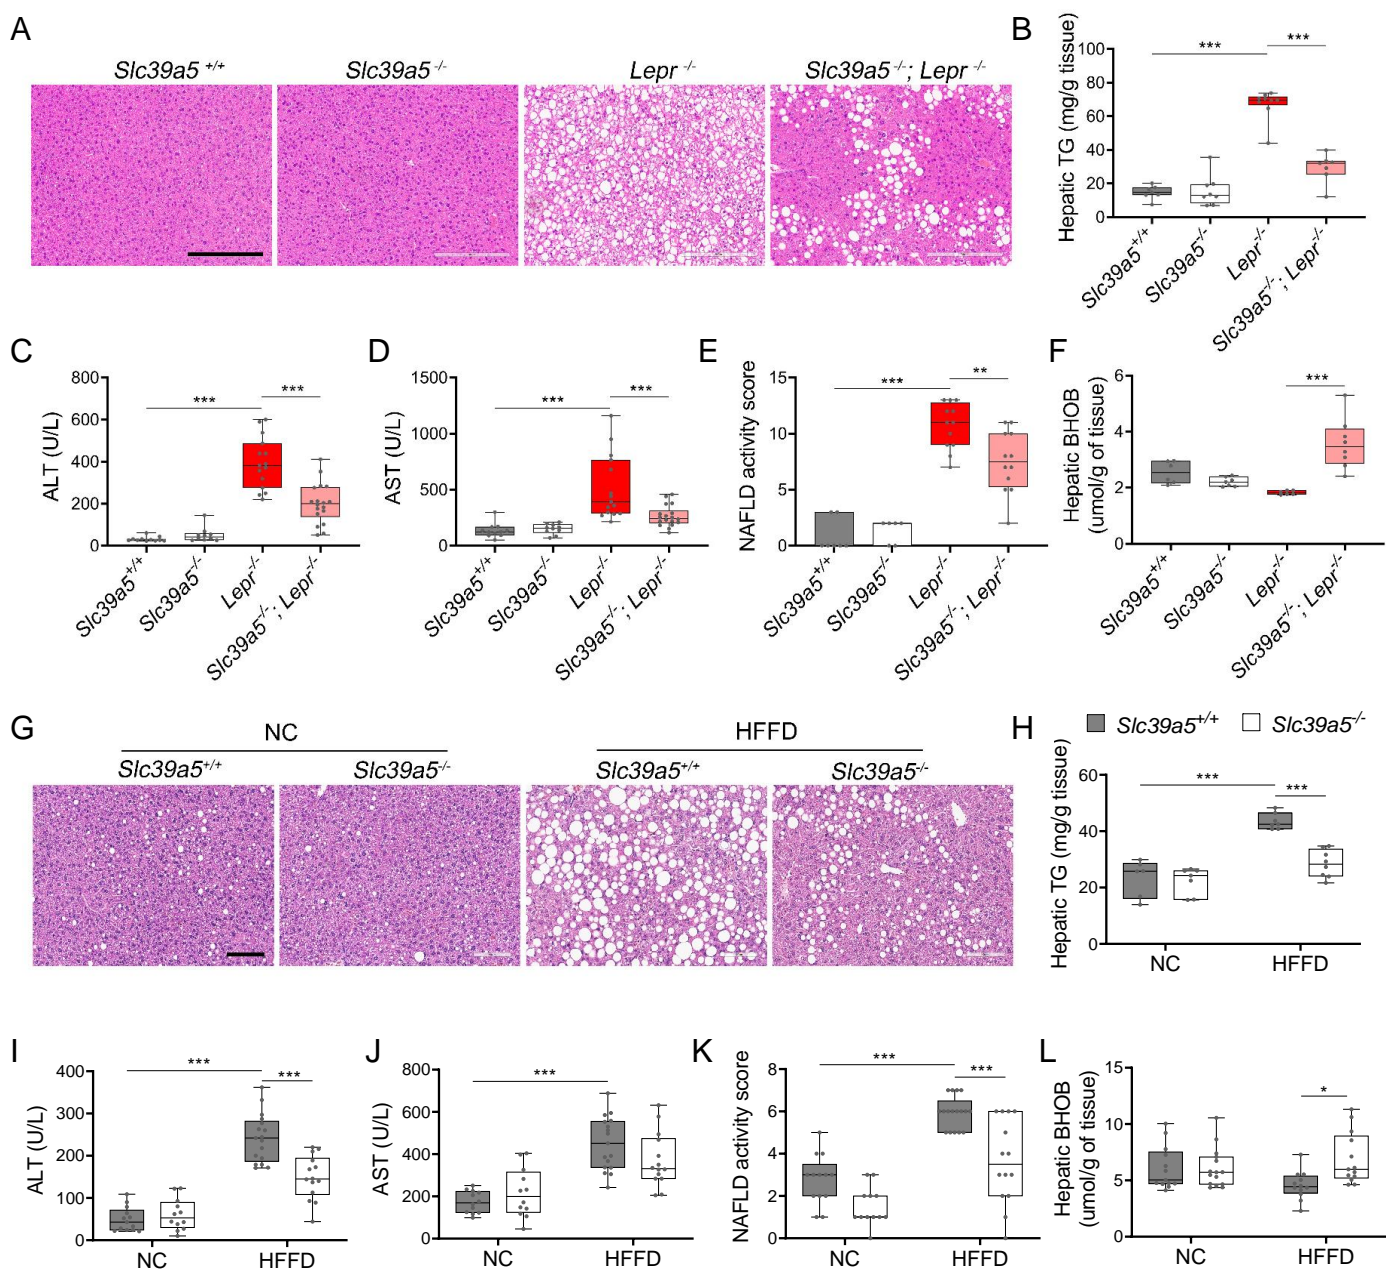 A
Slc39a5 +/+
Slc39a5 -/-
Lepr -/-
Slc39a5 -/-; Lepr -/-
B
Hepatic TG (mg/g tissue)
100
80
60
40
20
0
***
***
Slc39a5+/+
Slc39a5-/-
Lepr-/-
Slc39a5-/-; Lepr-/-
C
ALT (U/L)
800
600
400
200
0
***
***
Slc39a5+/+
Slc39a5-/-
Lepr-/-
Slc39a5-/-; Lepr-/-
D
AST (U/L)
1500
1000
500
0
***
***
Slc39a5+/+
Slc39a5-/-
Lepr-/-
Slc39a5-/-; Lepr-/-
E
NAFLD activity score
15
10
5
0
***
**
Slc39a5+/+
Slc39a5-/-
Lepr-/-
Slc39a5-/-; Lepr-/-
F
Hepatic BHOB
(umol/g of tissue)
6
4
2
0
***
Slc39a5+/+
Slc39a5-/-
Lepr-/-
Slc39a5-/-; Lepr-/-
G
NC
HFFD
Slc39a5+/+
Slc39a5-/-
Slc39a5+/+
Slc39a5-/-
H
Slc39a5+/+
Slc39a5-/-
Hepatic TG (mg/g tissue)
60
40
20
0
***
***
NC
HFFD
I
ALT (U/L)
400
300
200
100
0
***
***
NC
HFFD
J
AST (U/L)
800
600
400
200
0
***
NC
HFFD
K
NAFLD activity score
8
6
4
2
0
***
***
NC
HFFD
L
Hepatic BHOB
(umol/g of tissue)
15
10
5
0
*
NC
HFFD